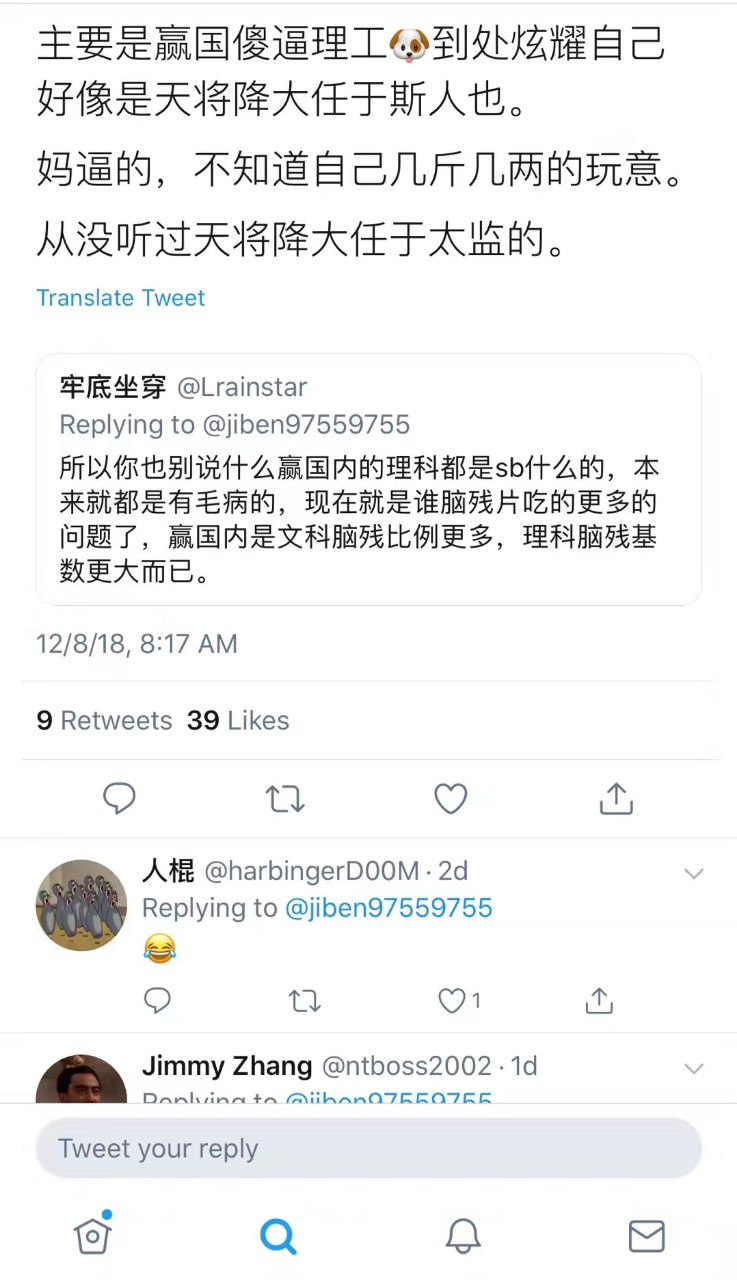 主要是赢国傻逼理工🐶到处炫耀自己
好像是天将降大任于斯人也。
妈逼的，不知道自己几斤几两的玩意。
从没听过天将降大任于太监的。
Translate Tweet
牢底坐穿 @Lrainstar
Replying to @jiben97559755
所以你也别说什么赢国内的理科都是sb什么的，本
来就都是有毛病的，现在就是谁脑残片吃的更多的
问题了，赢国内是文科脑残比例更多，理科脑残基
数更大而已。
12/8/18, 8:17 AM
9 Retweets 39 Likes
人棍 @harbingerD00M · 2d
Replying to @jiben97559755
😂
1
Jimmy Zhang @ntboss2002 · 1d
Replying to @jiben97559755
Tweet your reply